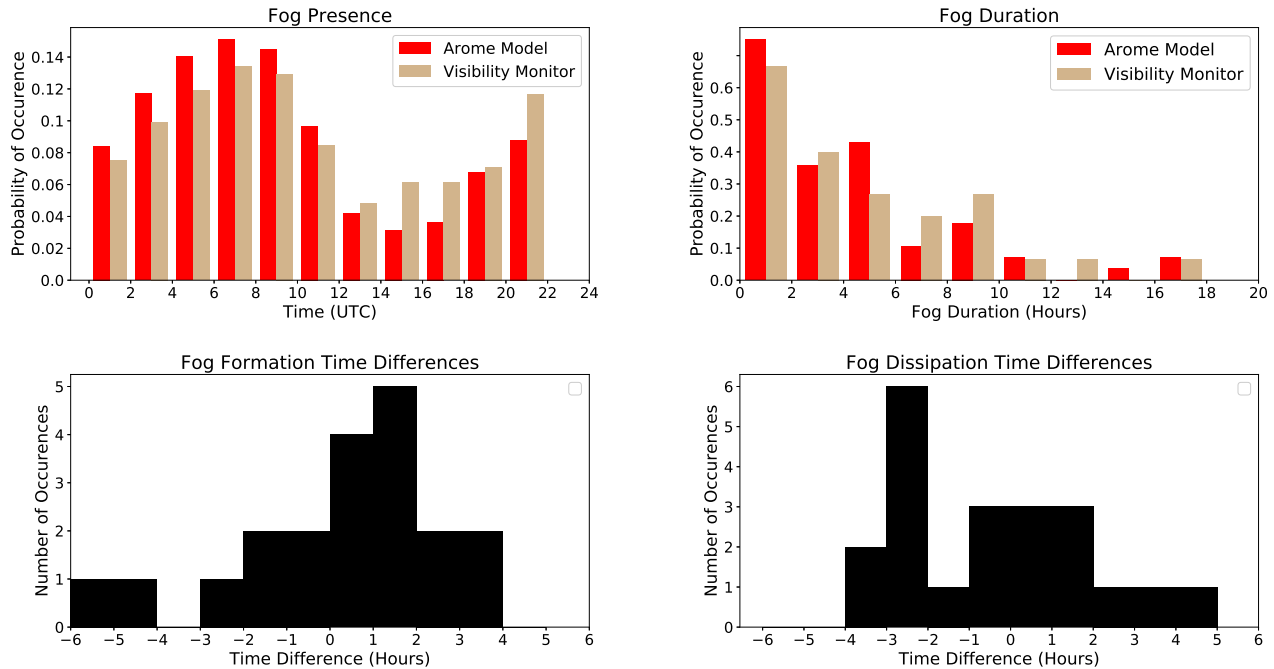 Fog Presence
Probability of Occurence
0.14
0.12
0.10
0.08
0.06
0.04
0.02
0.0
Arome Model
Visibility Monitor
0 2 4 6 8 10 12 14 16 18 20 22 24
Time (UTC)
Fog Duration
Probability of Occurence
0.6
0.5
0.4
0.3
0.2
0.1
0.0
Arome Model
Visibility Monitor
0 2 4 6 8 10 12 14 16 18 20
Fog Duration (Hours)
Fog Formation Time Differences
Number of Occurences
5
4
3
2
1
0
−6 −5 −4 −3 −2 −1 0 1 2 3 4 5 6
Time Difference (Hours)
Fog Dissipation Time Differences
Number of Occurences
6
5
4
3
2
1
0
−6 −5 −4 −3 −2 −1 0 1 2 3 4 5 6
Time Difference (Hours)